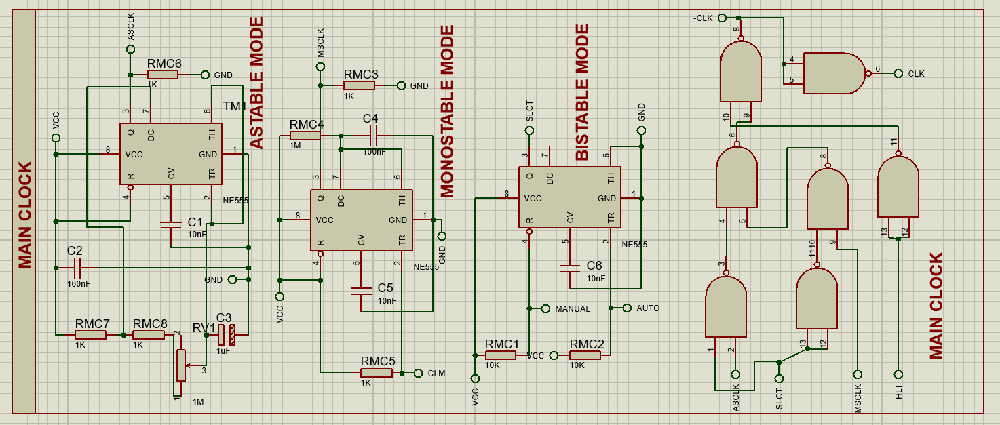 MAIN CLOCK
ASCLK
RMC6
1K
GND
VCC
3
7
6
TM1
Q
DC
TH
8
VCC
GND
1
R
CV
TR
4
5
2
NE555
C1
10nF
C2
100nF
GND
RMC7
1K
RMC8
1K
RV1
2
3
1
1M
C3
1uF
ASTABLE MODE
MSCLK
RMC3
1K
GND
RMC4
1M
C4
100nF
3
7
6
Q
DC
TH
8
VCC
GND
1
R
CV
TR
4
5
2
NE555
GND
VCC
C5
10nF
RMC5
1K
CLM
MONOSTABLE MODE
SLCT
GND
3
7
6
Q
DC
TH
8
VCC
GND
1
R
CV
TR
4
5
2
NE555
C6
10nF
MANUAL
AUTO
RMC1
10K
VCC
RMC2
10K
VCC
BISTABLE MODE
-CLK
8
4
5
6
CLK
10
9
6
8
11
4
5
10
9
13
12
3
11
1
2
13
12
ASCLK
SLCT
MSCLK
HLT
MAIN CLOCK